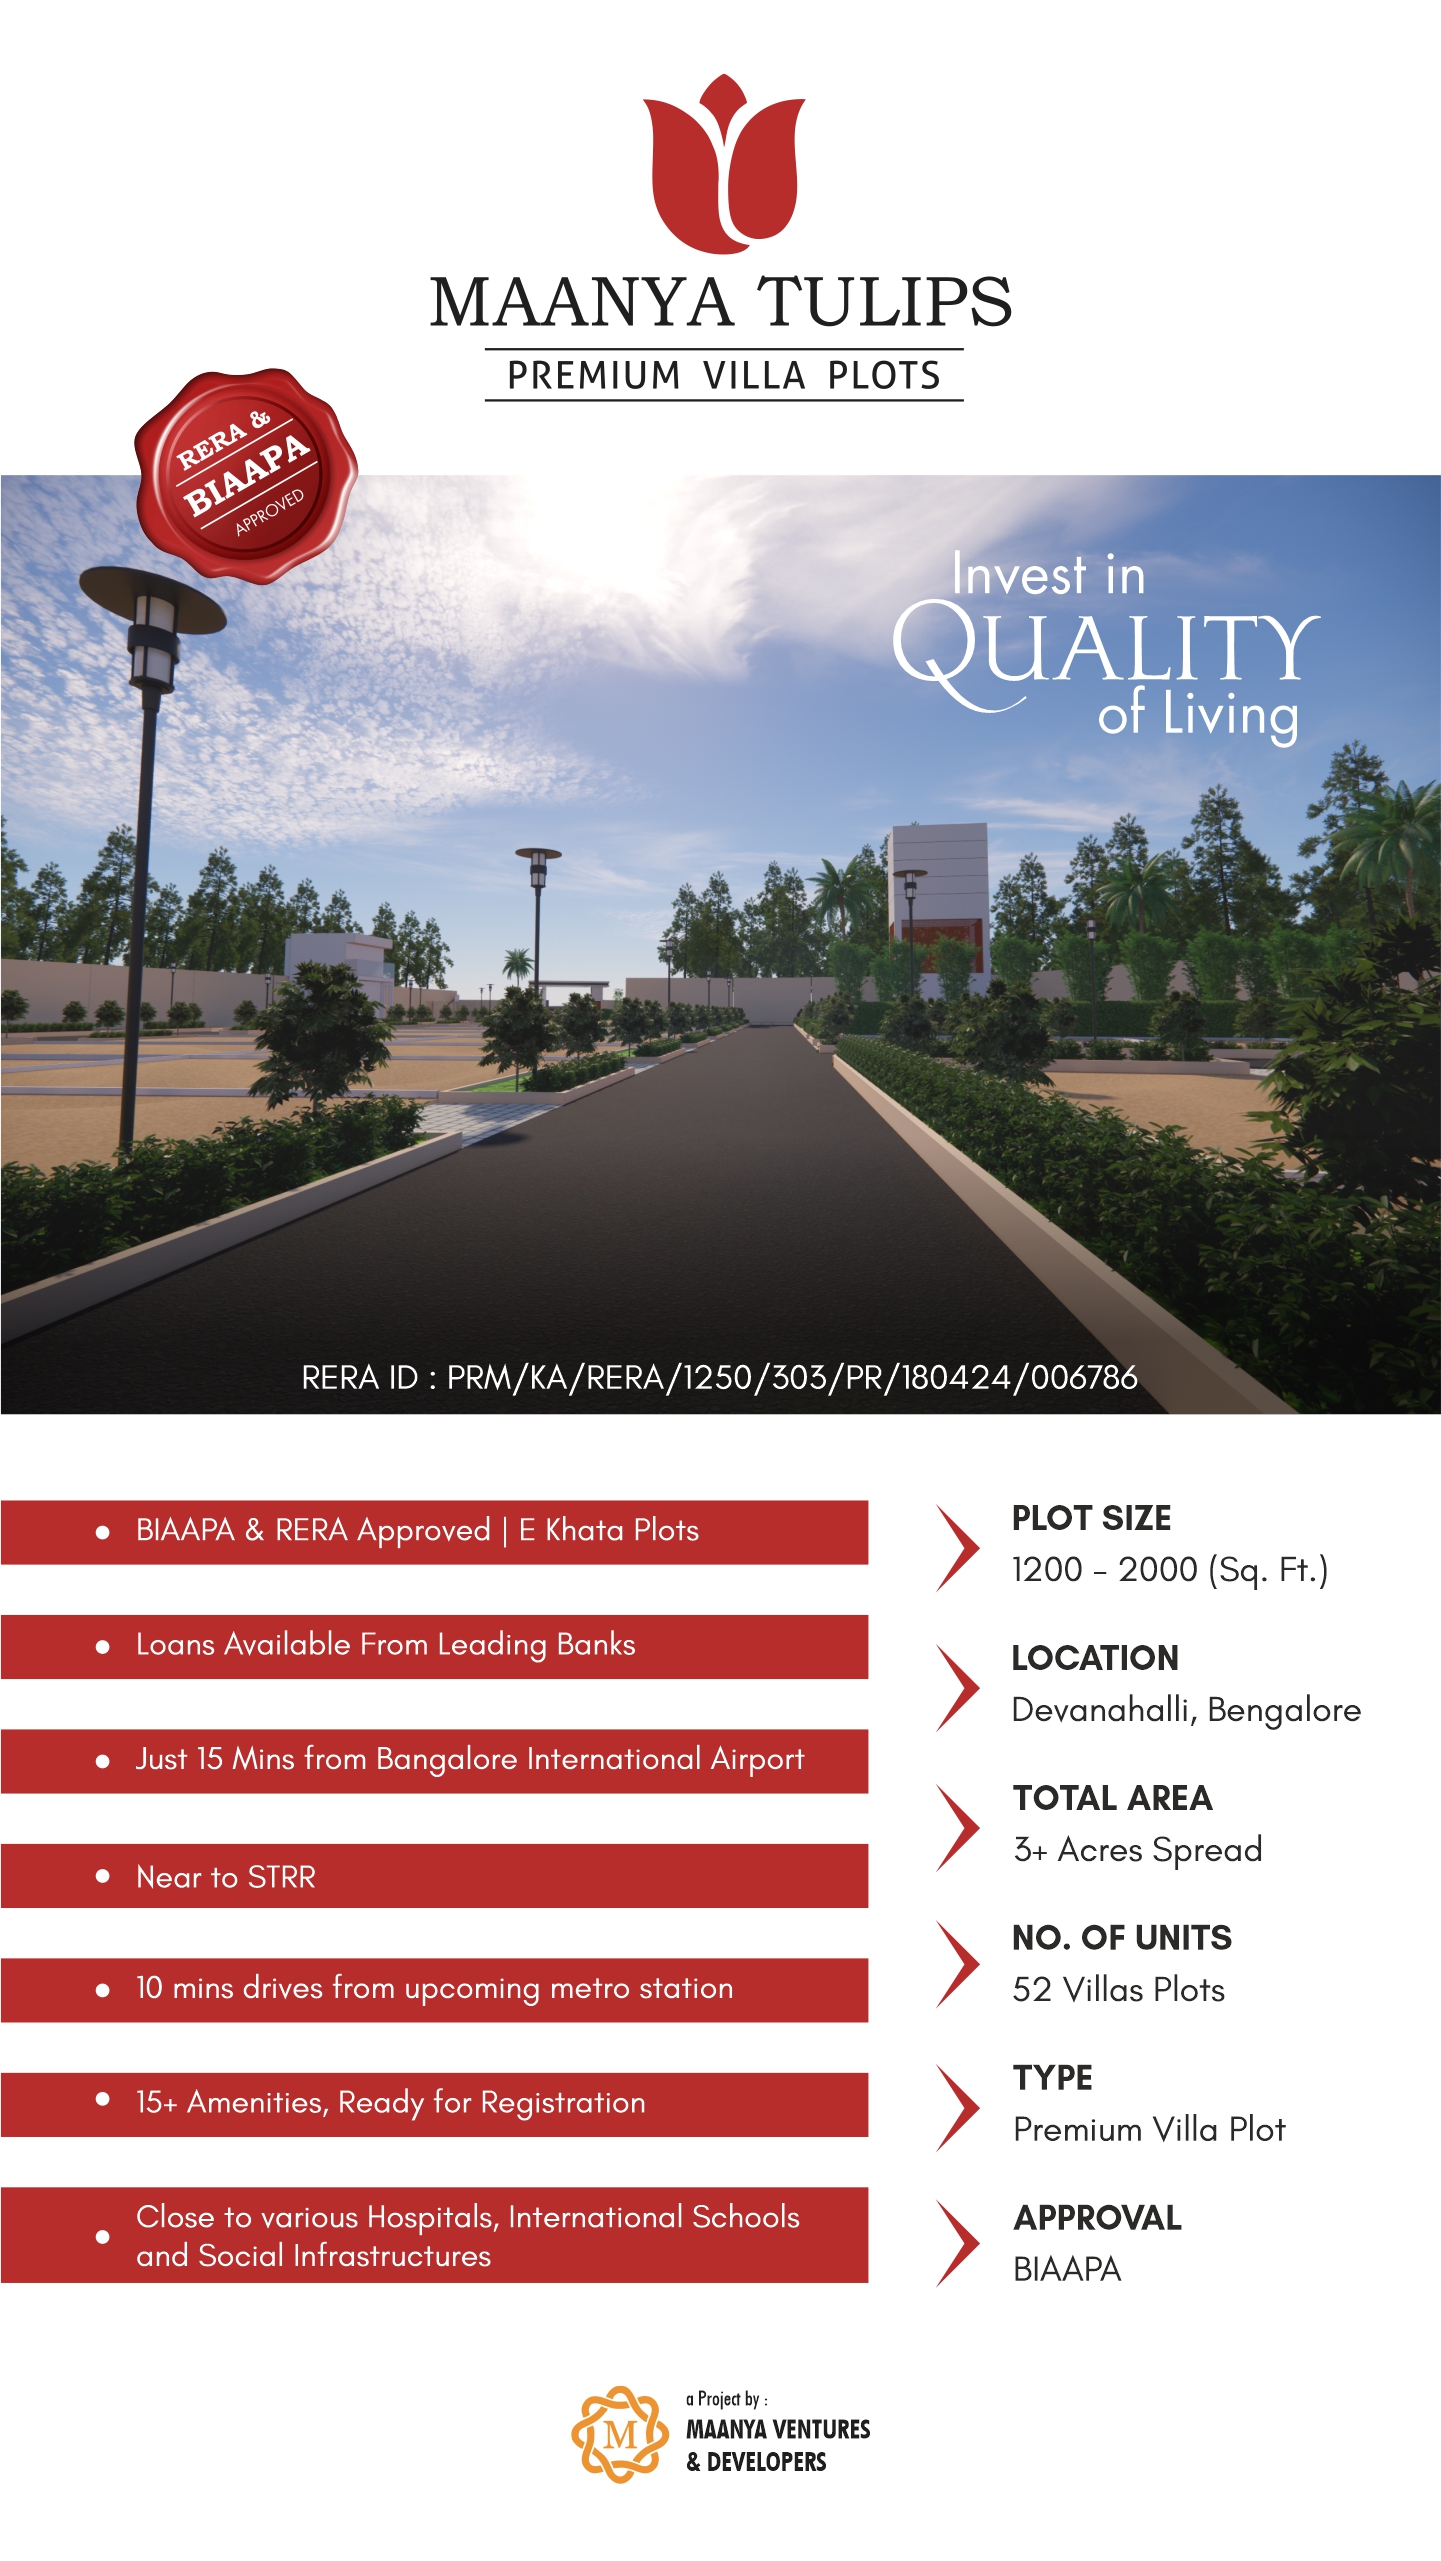 MAANYA TULIPS
PREMIUM VILLA PLOTS
RERA &
BIAAPA
APPROVED
Invest in
QUALITY
of Living
RERA ID : PRM/KA/RERA/1250/303/PR/180424/006786
BIAAPA & RERA Approved | E Khata Plots
Loans Available From Leading Banks
Just 15 Mins from Bangalore International Airport
Near to STRR
10 mins drives from upcoming metro station
15+ Amenities, Ready for Registration
Close to various Hospitals, International Schools
and Social Infrastructures
PLOT SIZE
1200 – 2000 (Sq. Ft.)
LOCATION
Devanahalli, Bengalore
TOTAL AREA
3+ Acres Spread
NO. OF UNITS
52 Villas Plots
TYPE
Premium Villa Plot
APPROVAL
BIAAPA
M
a Project by :
MAANYA VENTURES
& DEVELOPERS